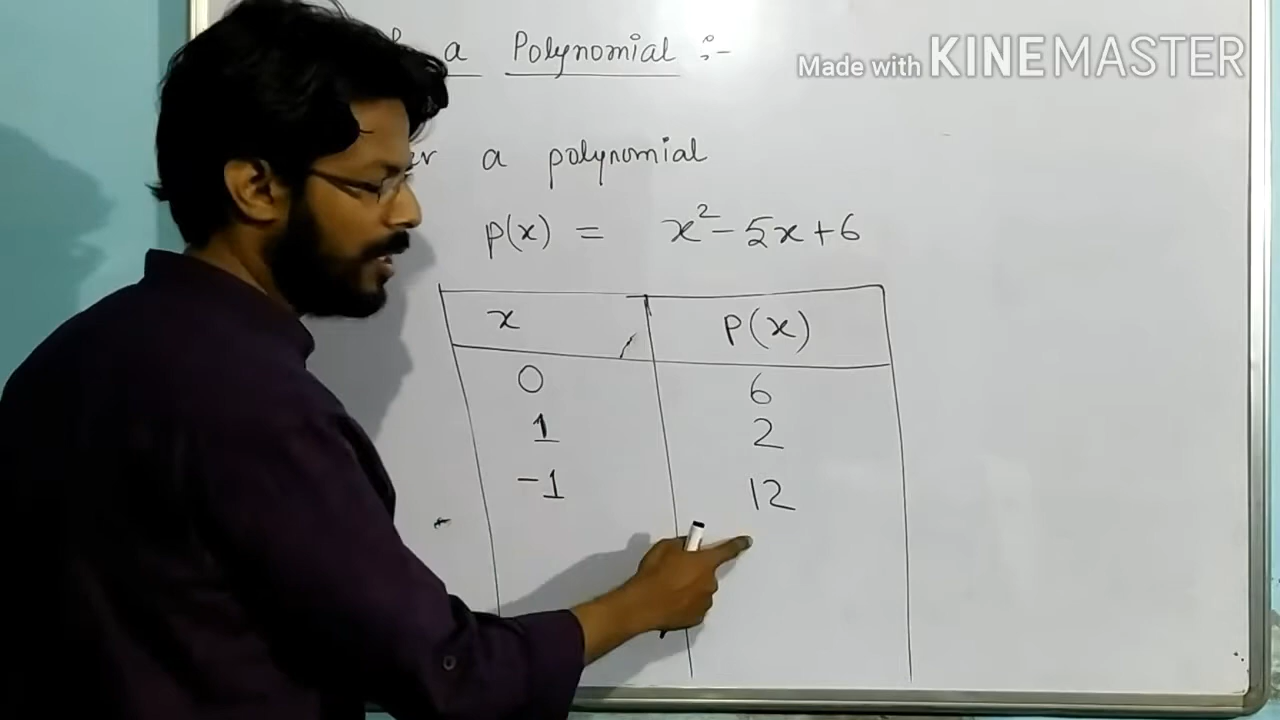 a Polynomial :-
Made with KINEMASTER
a polynomial
p(x) = x² - 5x + 6
x P(x)
0 6
1 2
-1 12